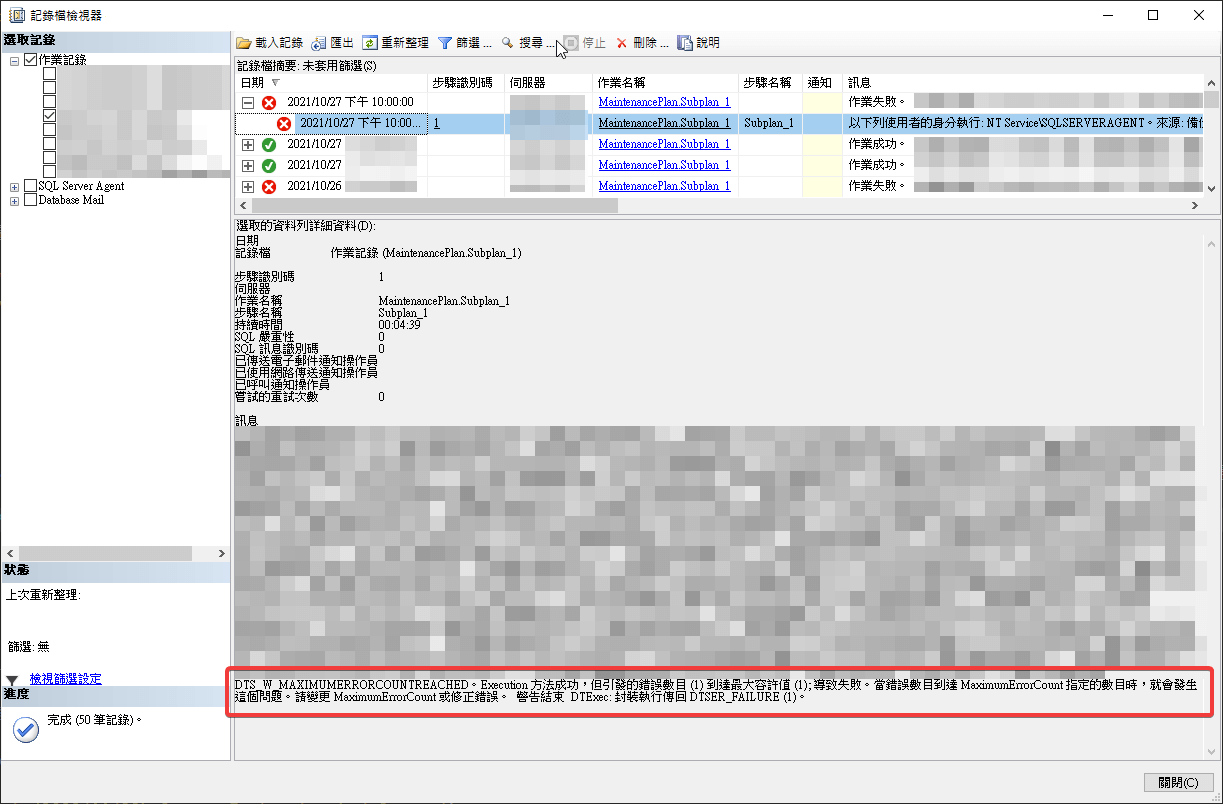 記錄檔檢視器
選取記錄
作業記錄
SQL Server Agent
Database Mail
狀態
上次重新整理:
篩選: 無
檢視篩選設定
進度
完成 (50 筆記錄)。
載入記錄 匯出 重新整理 篩選 ... 搜尋 ... 停止 刪除 ... 說明
記錄檔摘要: 未套用篩選(S)
日期 步驟識別碼 伺服器 作業名稱 步驟名稱 通知 訊息
2021/10/27 下午 10:00:00 MaintenancePlan.Subplan_1 作業失敗。
2021/10/27 下午 10:00... 1 MaintenancePlan.Subplan_1 Subplan_1 以下列使用者的身分執行: NT Service\SQLSERVERAGENT。來源: 備份
2021/10/27 MaintenancePlan.Subplan_1 作業成功。
2021/10/27 MaintenancePlan.Subplan_1 作業成功。
2021/10/26 MaintenancePlan.Subplan_1 作業失敗。
選取的資料列詳細資料(D):
日期
記錄檔 作業記錄 (MaintenancePlan.Subplan_1)
步驟識別碼 1
伺服器
作業名稱 MaintenancePlan.Subplan_1
步驟名稱 Subplan_1
持續時間 00:04:39
SQL 嚴重性 0
SQL 訊息識別碼 0
已傳送電子郵件通知操作員
已使用網路傳送通知操作員
已呼叫通知操作員
嘗試的重試次數 0
訊息
DTS_W_MAXIMUMERRORCOUNTREACHED。Execution 方法成功，但引發的錯誤數目 (1) 到達最大容許值 (1); 導致失敗。當錯誤數目到達 MaximumErrorCount 指定的數目時，就會發生
這個問題。請變更 MaximumErrorCount 或修正錯誤。 警告結束 DTExec: 封裝執行傳回 DTSER_FAILURE (1)。
關閉(C)